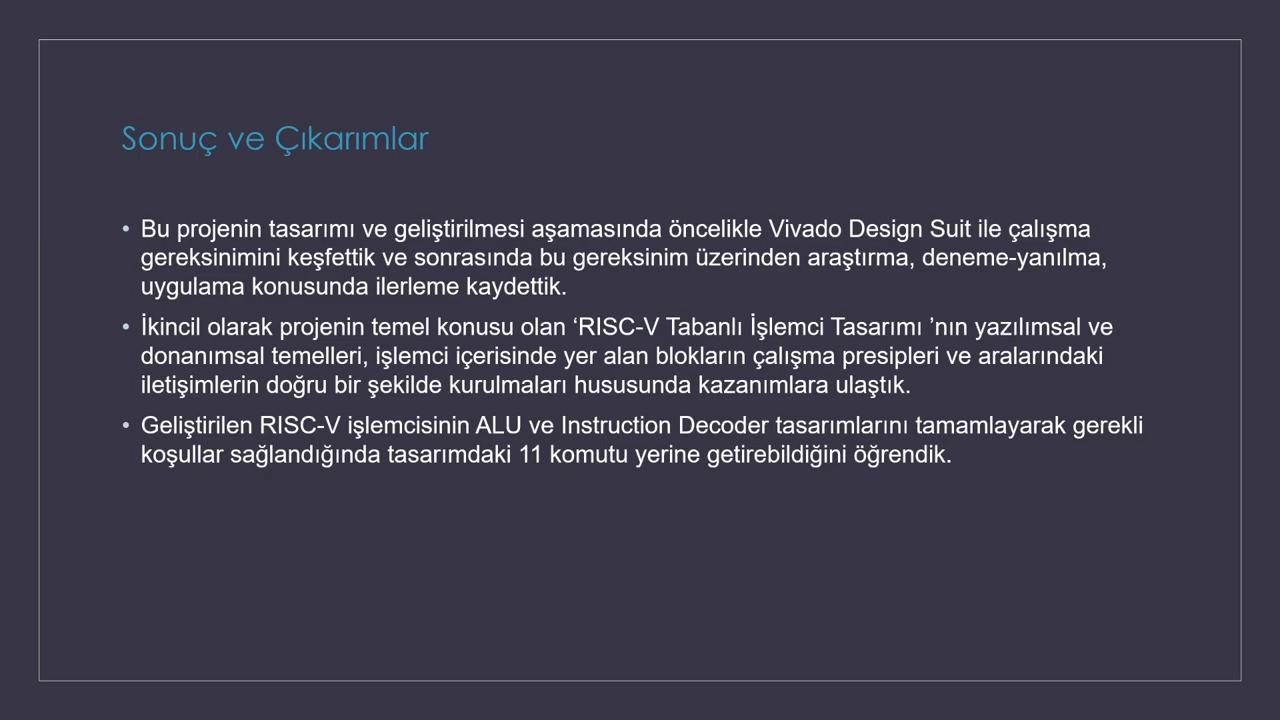 Sonuç ve Çıkarımlar
• Bu projenin tasarımı ve geliştirilmesi aşamasında öncelikle Vivado Design Suit ile çalışma
gereksinimini keşfettik ve sonrasında bu gereksinim üzerinden araştırma, deneme-yanılma,
uygulama konusunda ilerleme kaydettik.
• İkincil olarak projenin temel konusu olan ‘RISC-V Tabanlı İşlemci Tasarımı ’nın yazılımsal ve
donanımsal temelleri, işlemci içerisinde yer alan blokların çalışma presipleri ve aralarındaki
iletişimlerin doğru bir şekilde kurulmaları hususunda kazanımlara ulaştık.
• Geliştirilen RISC-V işlemcisinin ALU ve Instruction Decoder tasarımlarını tamamlayarak gerekli
koşullar sağlandığında tasarımdaki 11 komutu yerine getirebildiğini öğrendik.